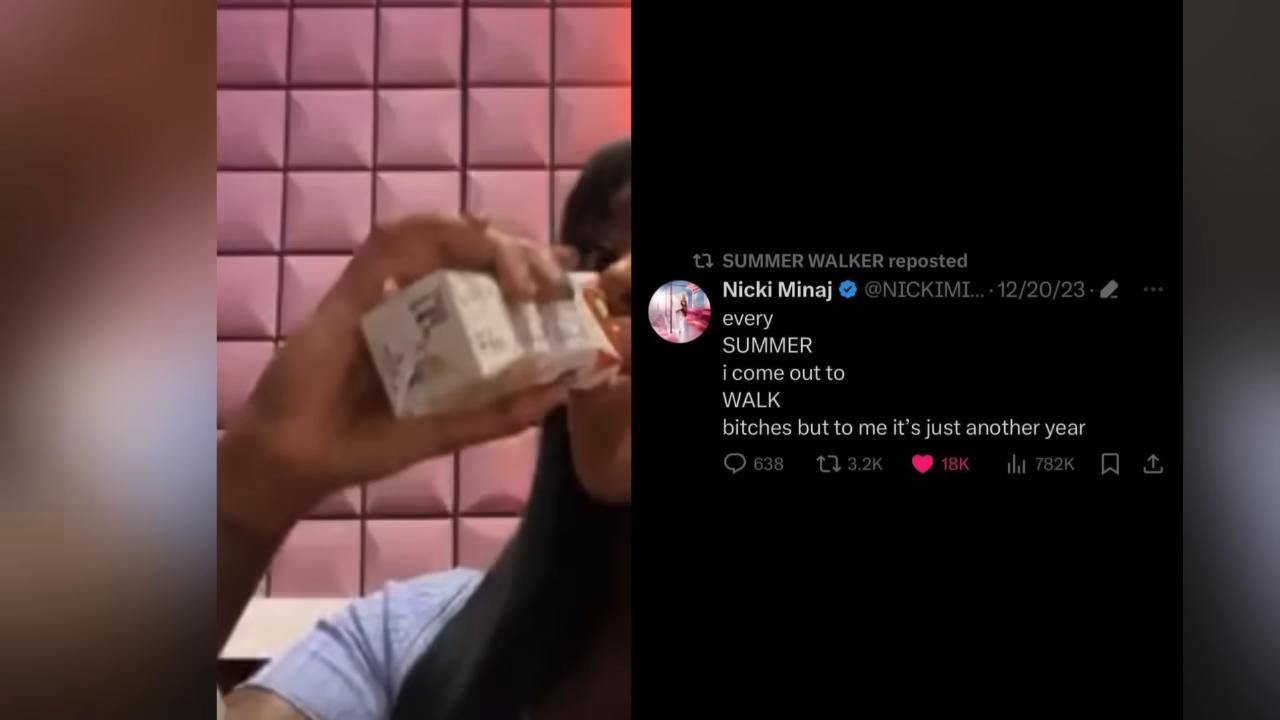 SUMMER WALKER reposted
Nicki Minaj @NICKIMI... · 12/20/23 ·
every
SUMMER
i come out to
WALK
bitches but to me it’s just another year
638 3.2K 18K 782K